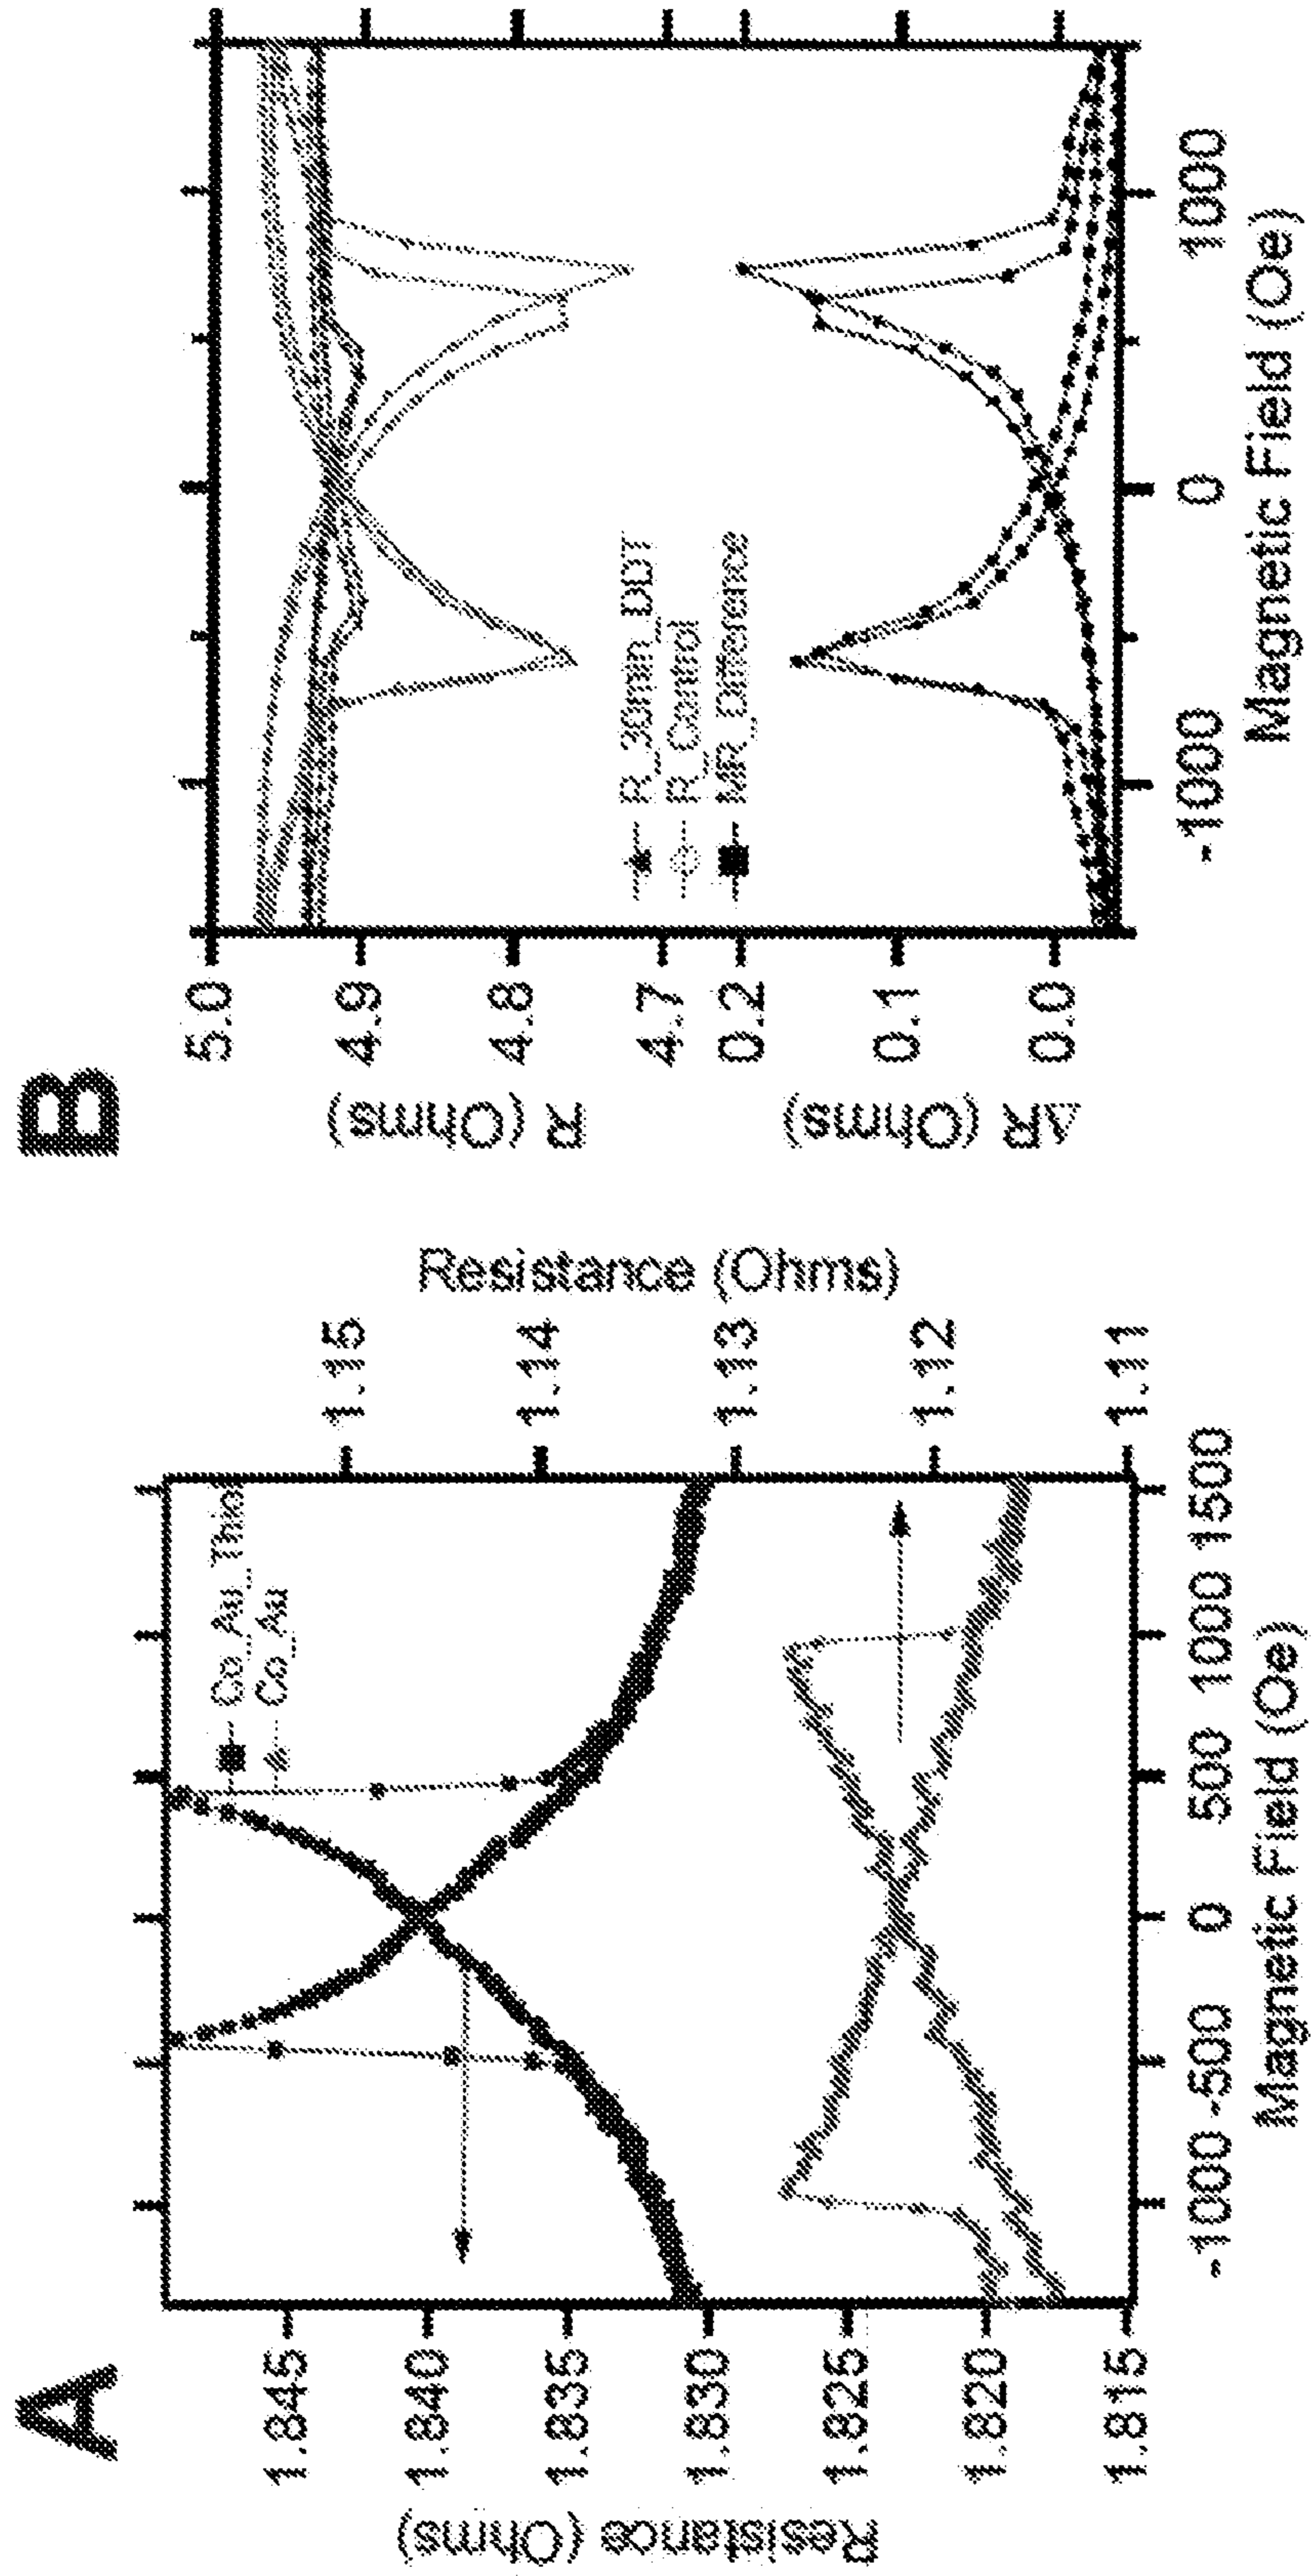 A
Resistance (Ohms)
1.845
1.840
1.835
1.830
1.825
1.820
1.815
Co_Au_Thiol
Co_Au
1.15
1.14
1.13
1.12
1.11
Resistance (Ohms)
-1000 -500 0 500 1000 1500
Magnetic Field (Oe)
B
R (Ohms)
5.0
4.9
4.8
4.7
ΔR (Ohms)
0.2
0.1
0.0
R_30min_DDT
R_Control
MR_Difference
-1000 0 1000
Magnetic Field (Oe)